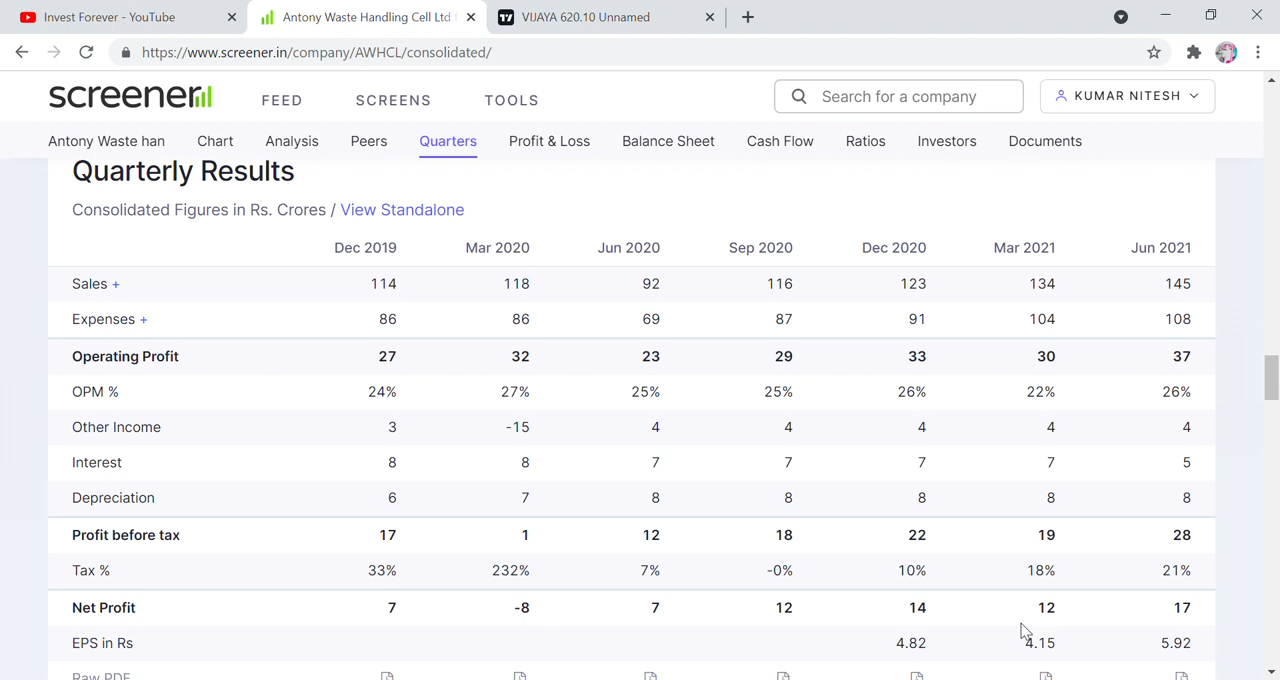 Invest Forever - YouTube
Antony Waste Handling Cell Ltd
VIJAYA 620.10 Unnamed
https://www.screener.in/company/AWHCL/consolidated/
screener
FEED SCREENS TOOLS
Search for a company
KUMAR NITESH
Antony Waste han Chart Analysis Peers Quarters Profit & Loss Balance Sheet Cash Flow Ratios Investors Documents
Quarterly Results
Consolidated Figures in Rs. Crores / View Standalone
Dec 2019 Mar 2020 Jun 2020 Sep 2020 Dec 2020 Mar 2021 Jun 2021
Sales + 114 118 92 116 123 134 145
Expenses + 86 86 69 87 91 104 108
Operating Profit 27 32 23 29 33 30 37
OPM % 24% 27% 25% 25% 26% 22% 26%
Other Income 3 -15 4 4 4 4 4
Interest 8 8 7 7 7 7 5
Depreciation 6 7 8 8 8 8 8
Profit before tax 17 1 12 18 22 19 28
Tax % 33% 232% 7% -0% 10% 18% 21%
Net Profit 7 -8 7 12 14 12 17
EPS in Rs 4.82 4.15 5.92
Raw PDF